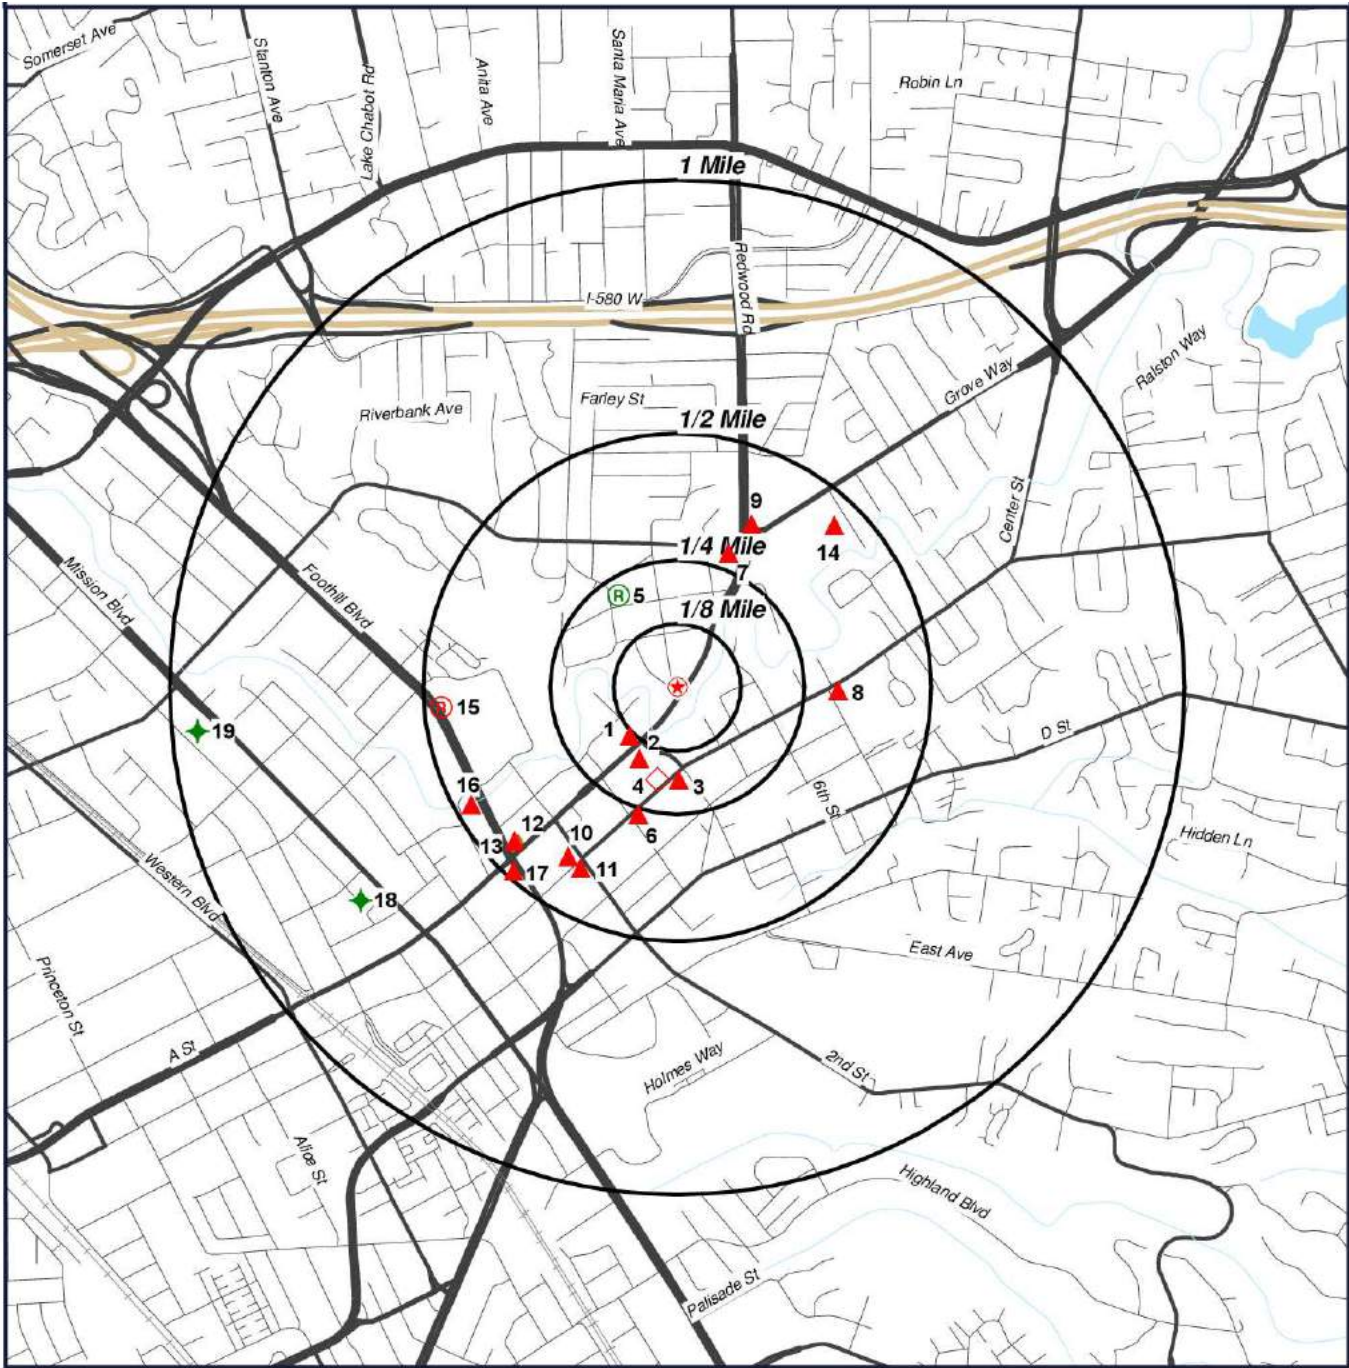 Somerset Ave
Stanton Ave
Lake Chabot Rd
Anita Ave
Santa Maria Ave
Robin Ln
1 Mile
Redwood Rd
I-580 W
Ralston Way
Grove Way
Farley St
Riverbank Ave
1/2 Mile
Center St
9
14
1/4 Mile
7
Mission Blvd
Foothill Blvd
R 5
1/8 Mile
8
15
19
1
2
D St
4
3
16
6th St
6
12
10
13
Hidden Ln
17
11
Western Blvd
18
East Ave
Princeton St
A St
Holmes Way
2nd St
Alice St
Highland Blvd
Palisade St